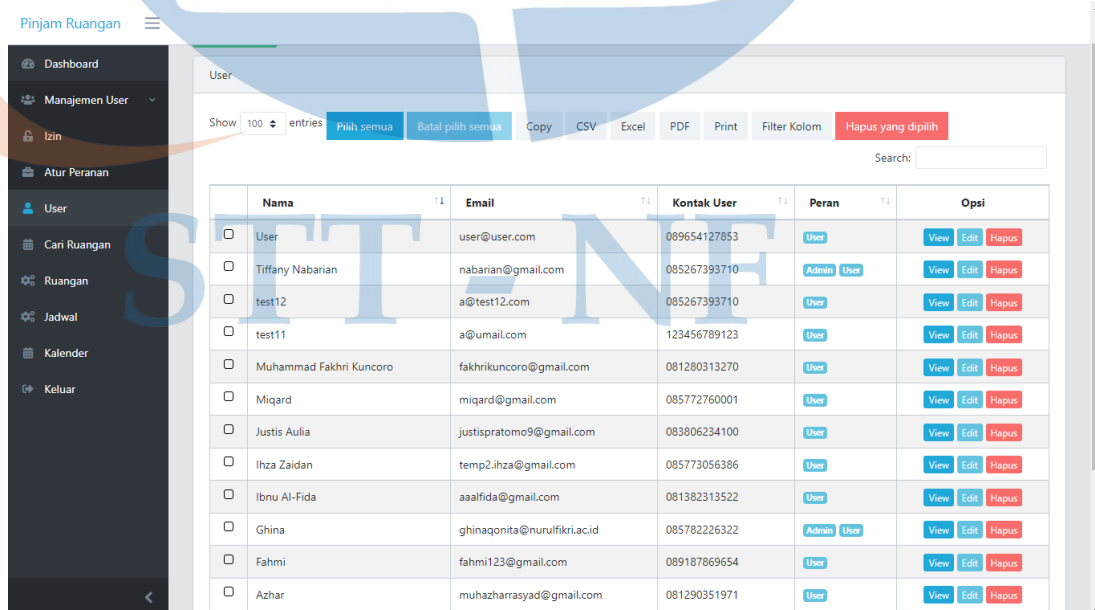 Pinjam Ruangan
Dashboard
Manajemen User
Izin
Atur Peranan
User
Cari Ruangan
Ruangan
Jadwal
Kalender
Keluar
User
Show 100 entries Pilih semua Batal pilih semua Copy CSV Excel PDF Print Filter Kolom Hapus yang dipilih
Search:
Nama Email Kontak User Peran Opsi
User user@user.com 089654127853 User View Edit Hapus
Tiffany Nabarian nabarian@gmail.com 085267393710 Admin User View Edit Hapus
test12 a@test12.com 085267393710 User View Edit Hapus
test11 a@umail.com 123456789123 User View Edit Hapus
Muhammad Fakhri Kuncoro fakhrikuncoro@gmail.com 081280313270 User View Edit Hapus
Miqard miqard@gmail.com 085772760001 User View Edit Hapus
Justis Aulia justispratomo9@gmail.com 083806234100 User View Edit Hapus
Ihza Zaidan temp2.ihza@gmail.com 085773056386 User View Edit Hapus
Ibnu Al-Fida aaalfida@gmail.com 081382313522 User View Edit Hapus
Ghina ghinaqonita@nurulfikri.ac.id 085782226322 Admin User View Edit Hapus
Fahmi fahmi123@gmail.com 089187869654 User View Edit Hapus
Azhar muhazharrasyad@gmail.com 081290351971 User View Edit Hapus
STT - NF